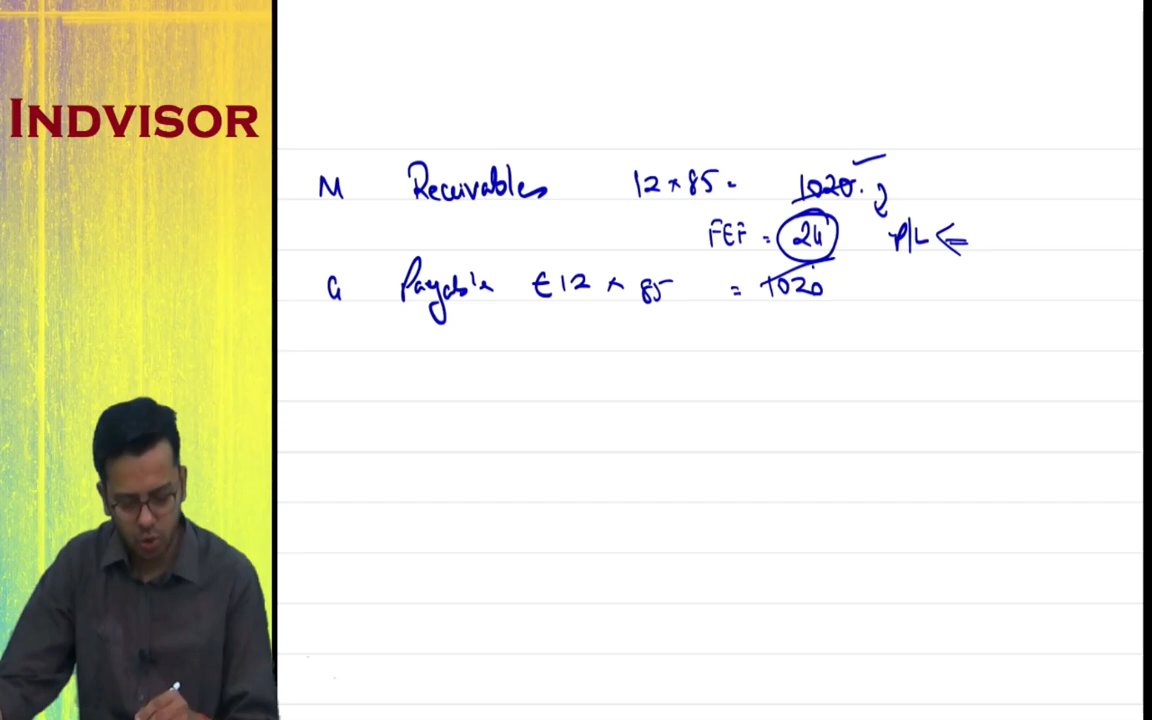 INDVISOR
M Receivables 12 × 85 = 1020.
FEF = 24 P/L
G Payable €12 × 85 = 1020